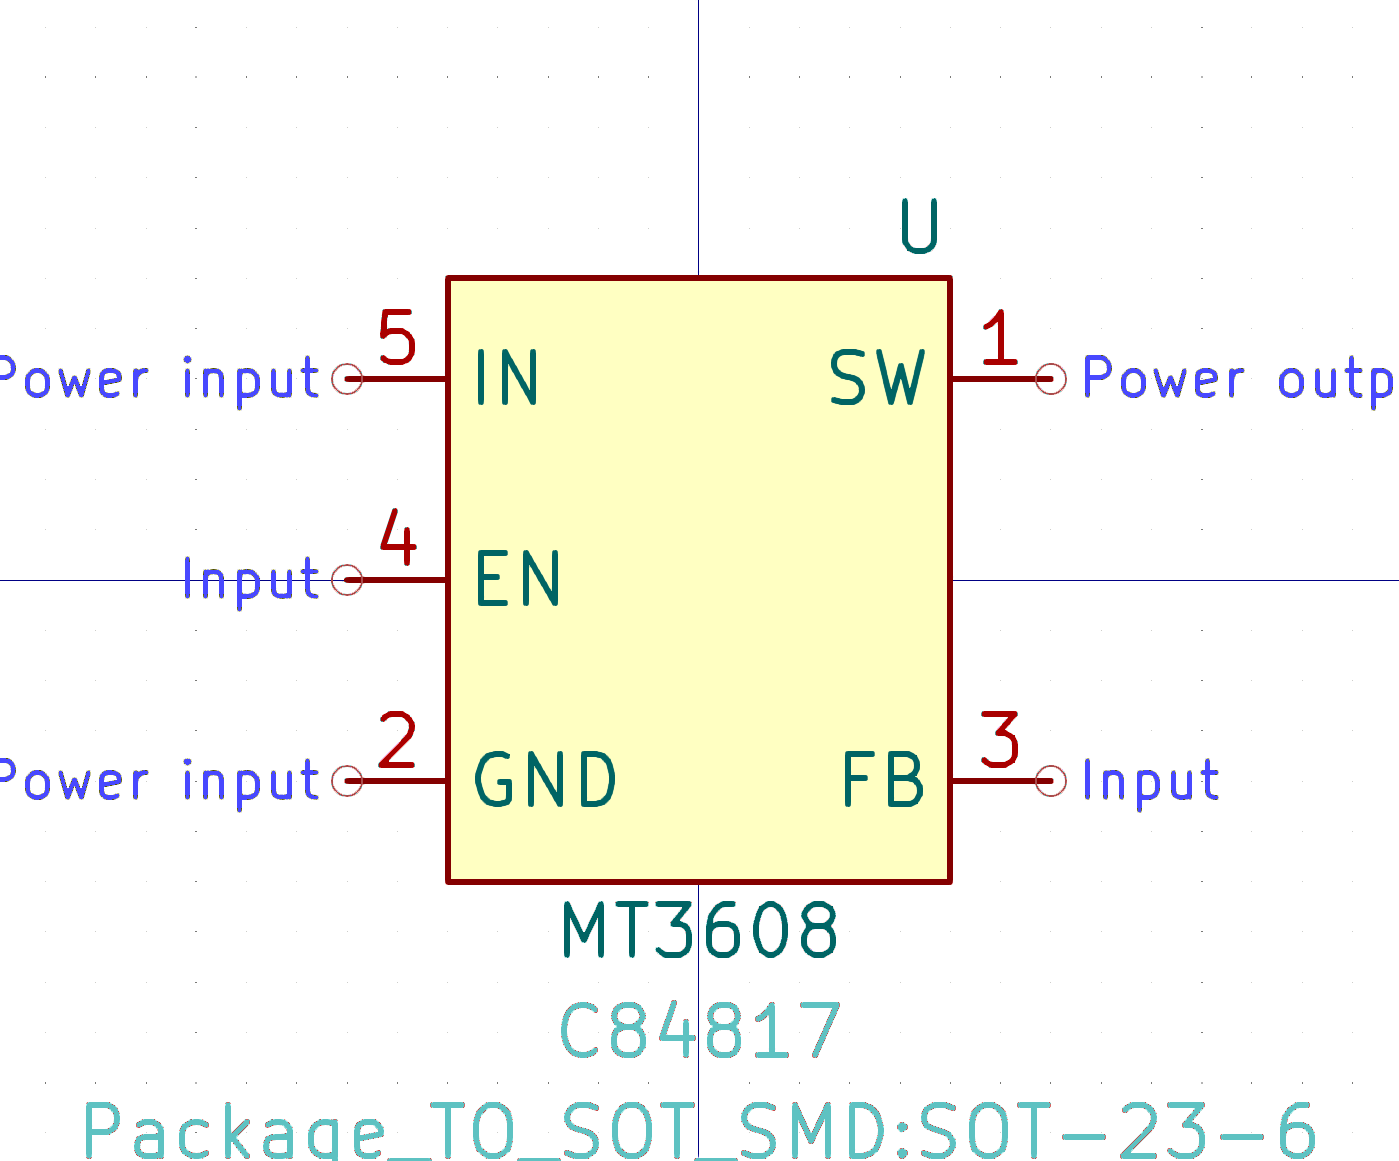 U
5 1
Power input IN SW Power outp
4
Input EN
2 3
Power input GND FB Input
MT3608
C84817
Package_TO_SOT_SMD:SOT-23-6